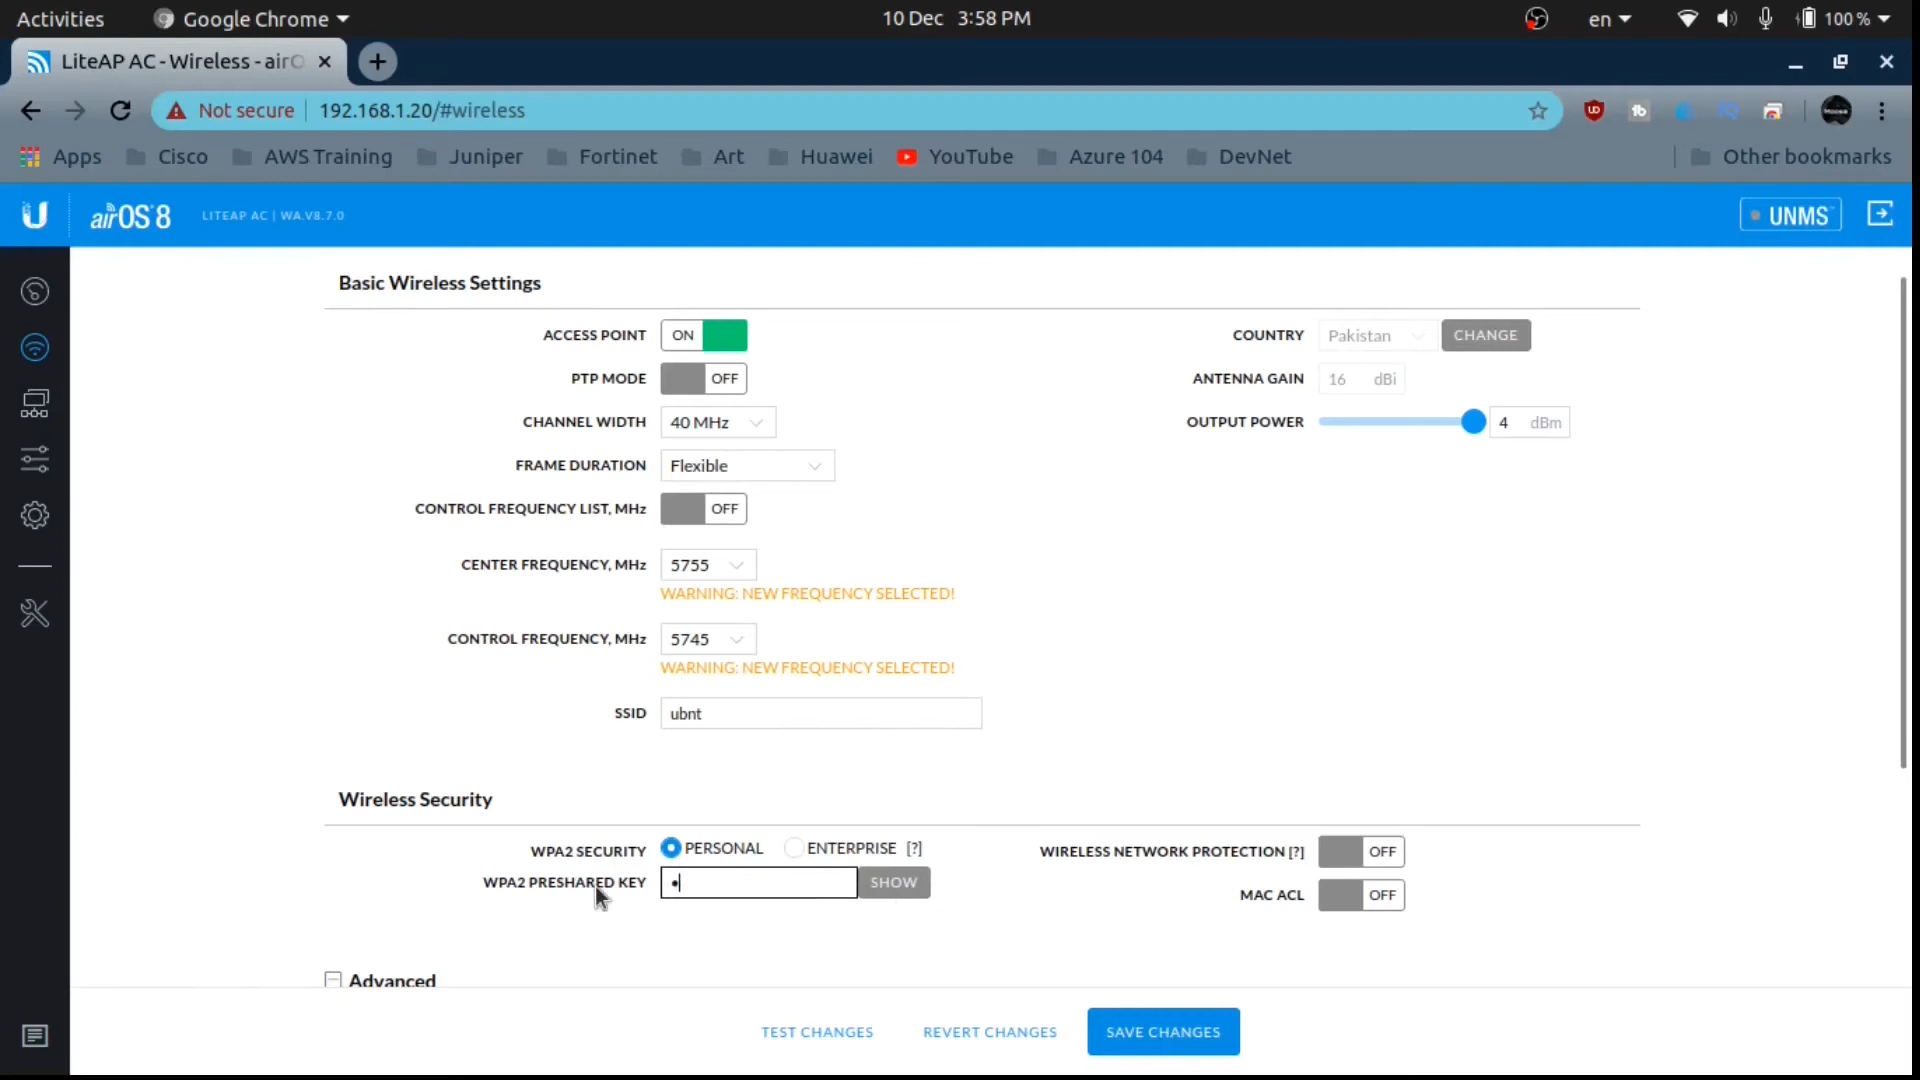 Activities Google Chrome 10 Dec 3:58 PM en 100 %
LiteAP AC - Wireless - airO
Not secure 192.168.1.20/#wireless
Apps Cisco AWS Training Juniper Fortinet Art Huawei YouTube Azure 104 DevNet Other bookmarks
U airOS 8 LITEAP AC | WA.V8.7.0 UNMS
Basic Wireless Settings
ACCESS POINT ON COUNTRY Pakistan CHANGE
PTP MODE OFF ANTENNA GAIN 16 dBi
CHANNEL WIDTH 40 MHz OUTPUT POWER 4 dBm
FRAME DURATION Flexible
CONTROL FREQUENCY LIST, MHz OFF
CENTER FREQUENCY, MHz 5755
WARNING: NEW FREQUENCY SELECTED!
CONTROL FREQUENCY, MHz 5745
WARNING: NEW FREQUENCY SELECTED!
SSID ubnt
Wireless Security
WPA2 SECURITY PERSONAL ENTERPRISE [?] WIRELESS NETWORK PROTECTION [?] OFF
WPA2 PRESHARED KEY • SHOW MAC ACL OFF
Advanced
TEST CHANGES REVERT CHANGES SAVE CHANGES